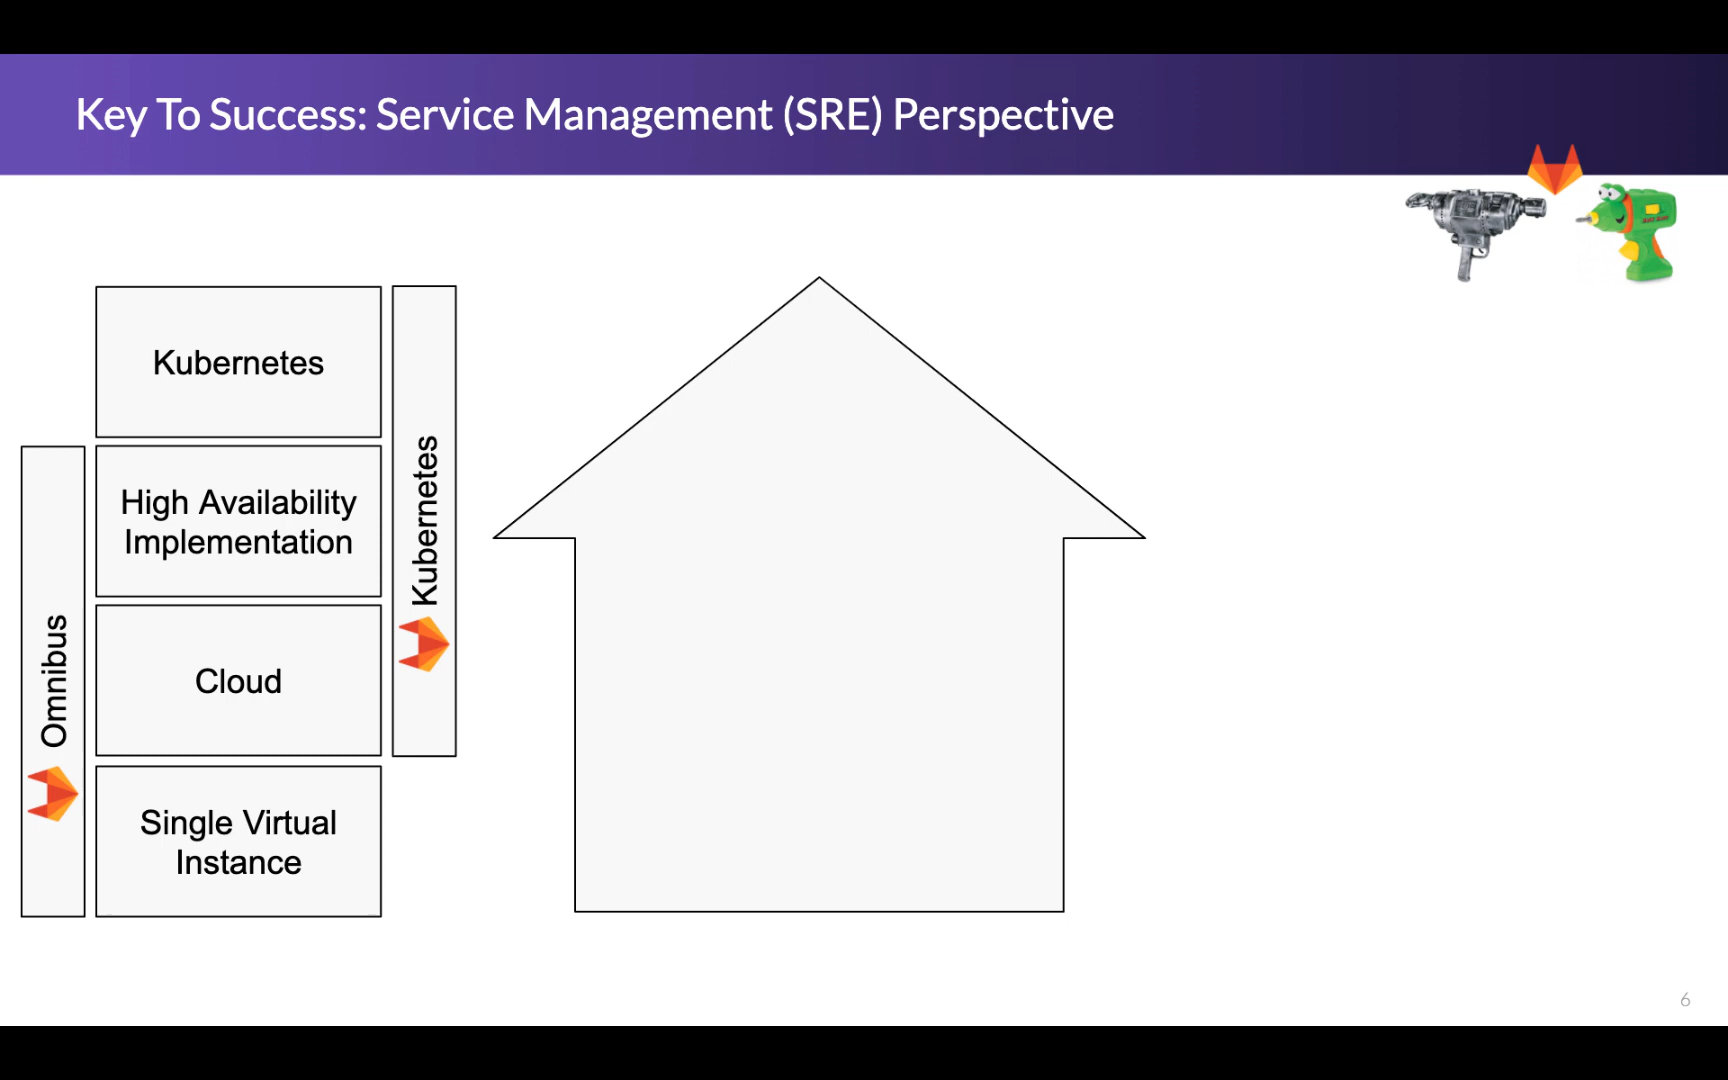 Key To Success: Service Management (SRE) Perspective
Kubernetes
High Availability
Implementation
Cloud
Single Virtual
Instance
Omnibus
Kubernetes
6